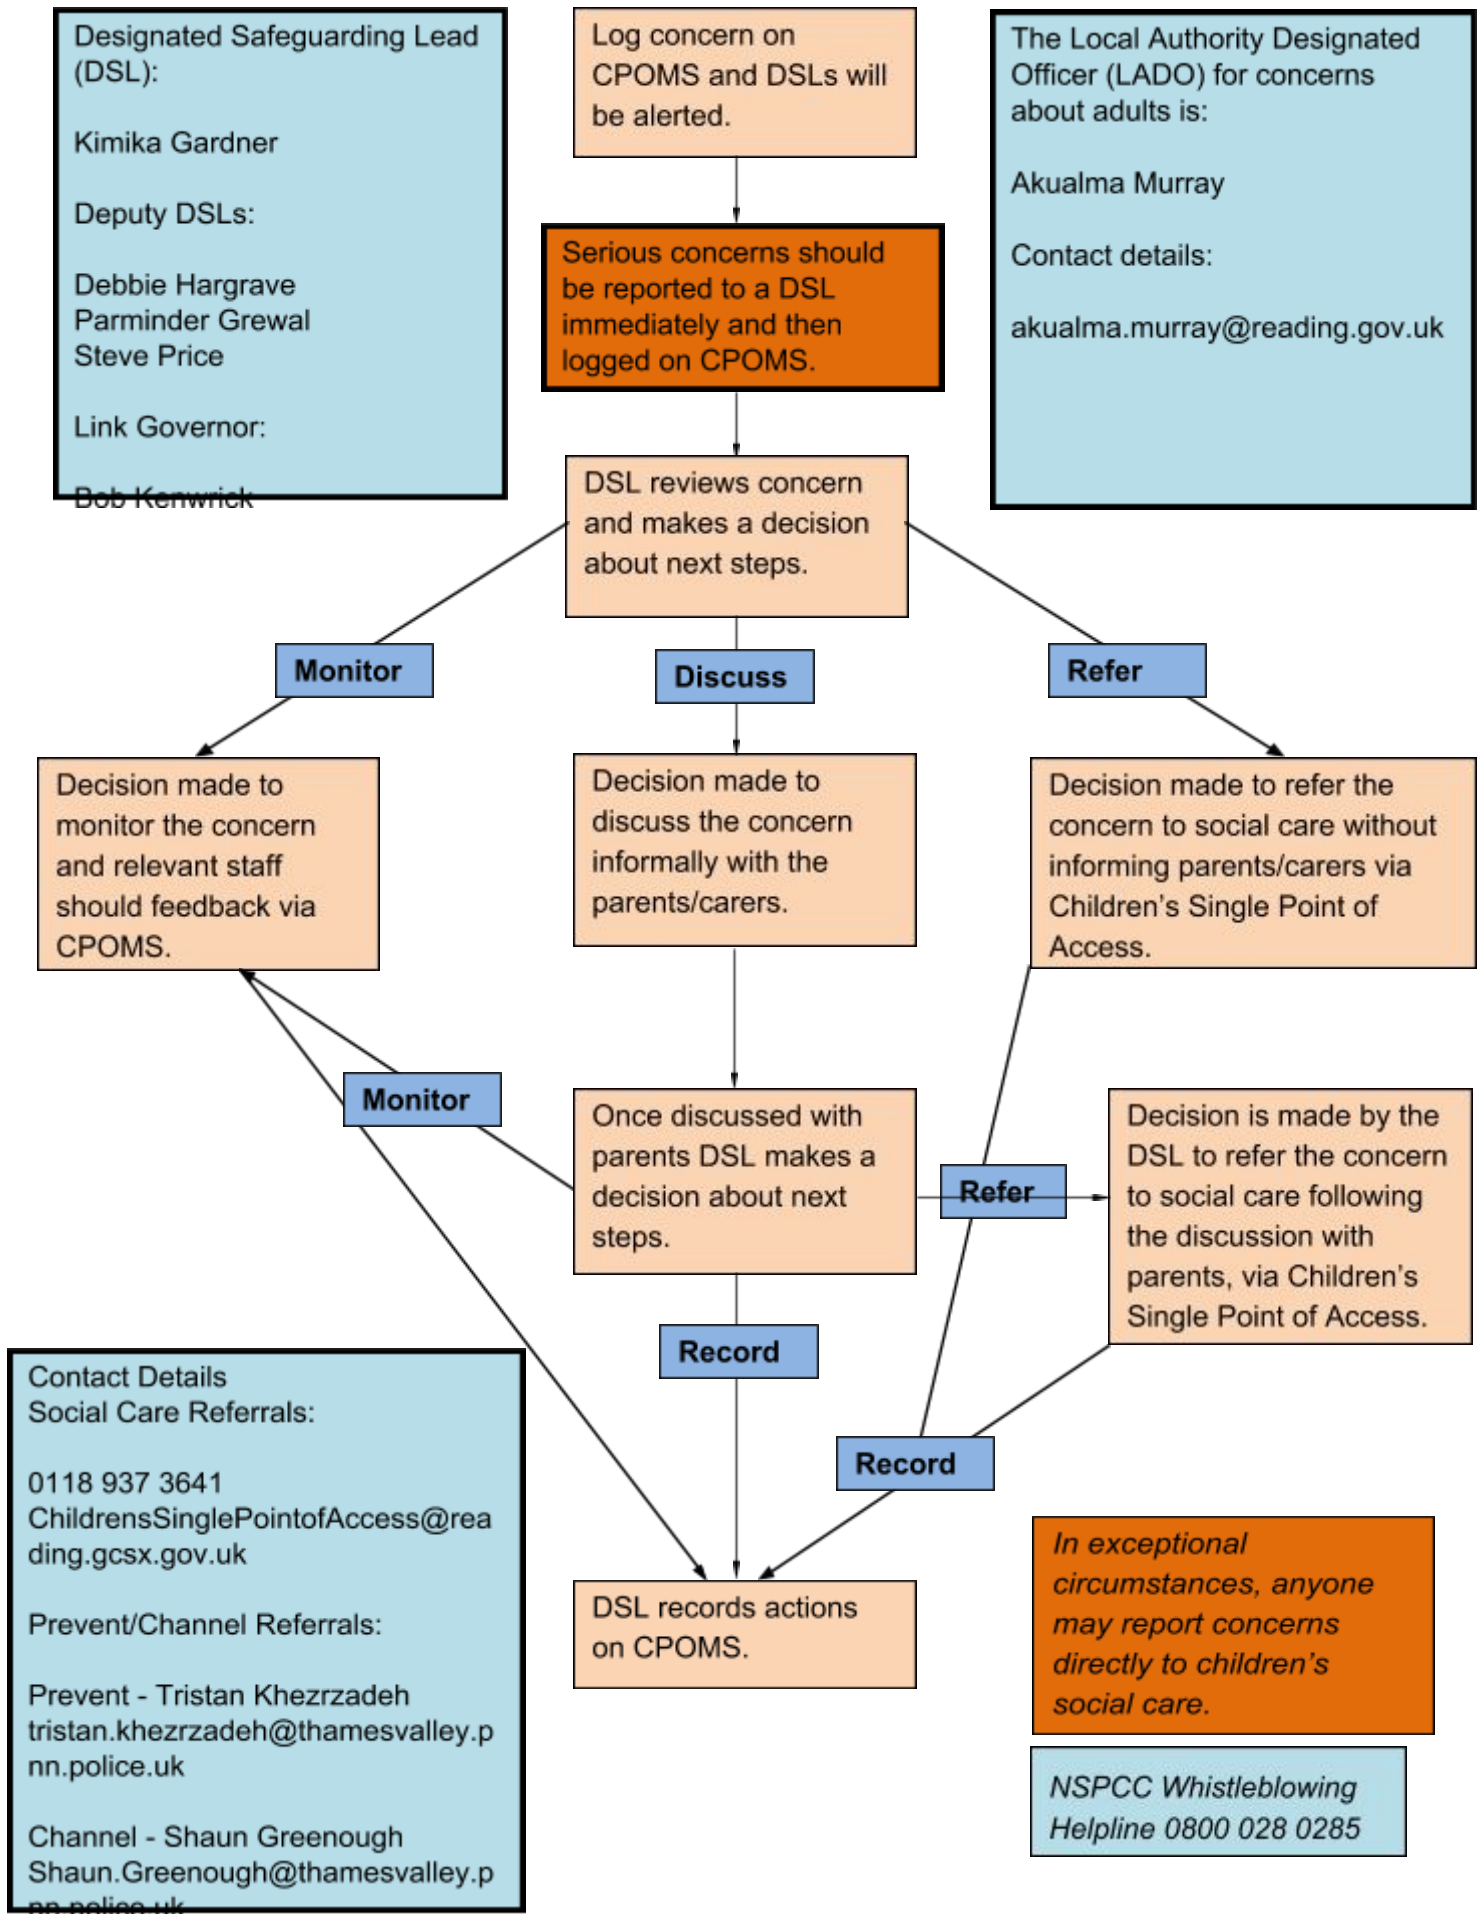 Designated Safeguarding Lead
(DSL):
Kimika Gardner
Deputy DSLs:
Debbie Hargrave
Parminder Grewal
Steve Price
Link Governor:
Bob Kenwrick
Log concern on
CPOMS and DSLs will
be alerted.
The Local Authority Designated
Officer (LADO) for concerns
about adults is:
Akualma Murray
Contact details:
akualma.murray@reading.gov.uk
Serious concerns should
be reported to a DSL
immediately and then
logged on CPOMS.
DSL reviews concern
and makes a decision
about next steps.
Monitor
Discuss
Refer
Decision made to
monitor the concern
and relevant staff
should feedback via
CPOMS.
Decision made to
discuss the concern
informally with the
parents/carers.
Decision made to refer the
concern to social care without
informing parents/carers via
Children’s Single Point of
Access.
Monitor
Once discussed with
parents DSL makes a
decision about next
steps.
Refer
Decision is made by the
DSL to refer the concern
to social care following
the discussion with
parents, via Children’s
Single Point of Access.
Record
Record
Contact Details
Social Care Referrals:
0118 937 3641
ChildrensSinglePointofAccess@rea
ding.gcsx.gov.uk
Prevent/Channel Referrals:
Prevent - Tristan Khezrzadeh
tristan.khezrzadeh@thamesvalley.p
nn.police.uk
Channel - Shaun Greenough
Shaun.Greenough@thamesvalley.p
nn.police.uk
DSL records actions
on CPOMS.
In exceptional
circumstances, anyone
may report concerns
directly to children’s
social care.
NSPCC Whistleblowing
Helpline 0800 028 0285